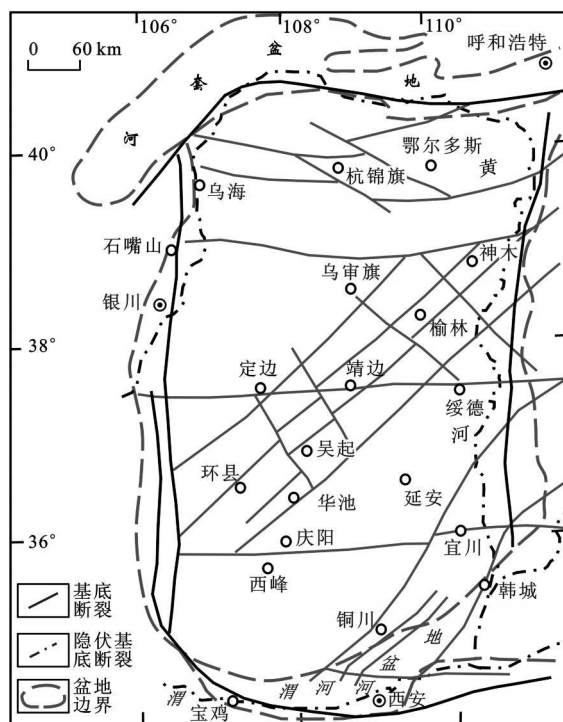 106°
108°
110°
0 60 km
呼和浩特
河套盆地
40°
鄂尔多斯
黄
杭锦旗
乌海
石嘴山
神木
乌审旗
银川
榆林
38°
定边
靖边
绥德
河
吴起
环县
华池
延安
36°
庆阳
宜川
西峰
韩城
铜川
渭河盆地
渭
河
宝鸡
西安
基底
断裂
隐伏基
底断裂
盆地
边界